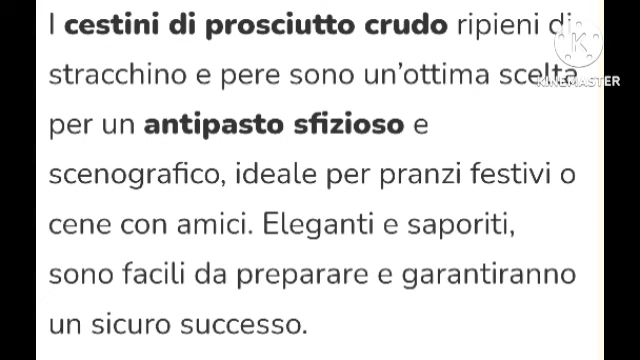 I cestini di prosciutto crudo ripieni di
stracchino e pere sono un'ottima scelta
per un antipasto sfizioso e
scenografico, ideale per pranzi festivi o
cene con amici. Eleganti e saporiti,
sono facili da preparare e garantiranno
un sicuro successo.
K
KINEMASTER